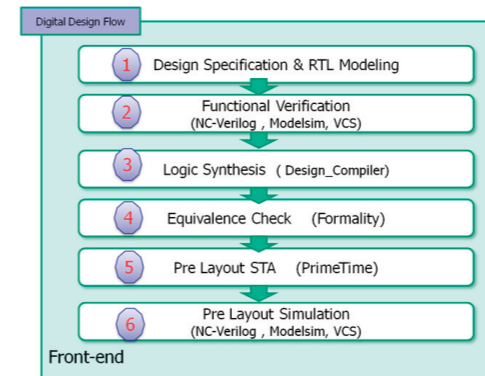 Digital Design Flow
1 Design Specification & RTL Modeling
2 Functional Verification
(NC-Verilog , Modelsim, VCS)
3 Logic Synthesis ( Design_Compiler)
4 Equivalence Check (Formality)
5 Pre Layout STA (PrimeTime)
6 Pre Layout Simulation
(NC-Verilog , Modelsim, VCS)
Front-end